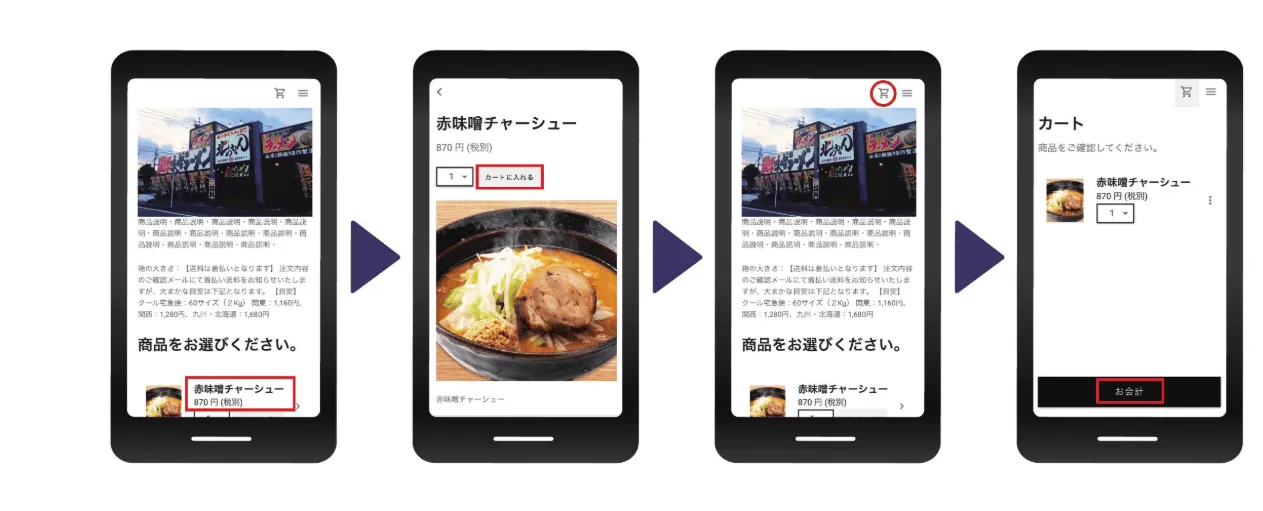 商品説明・商品説明・商品説明・商品説明・商品説
明・商品説明・商品説明・商品説明・商品説明・商
品説明・商品説明・商品説明・商品説明・
箱の大きさ：【送料は着払いとなります】 注文内容
のご確認メールにて着払い送料をお知らせいたしま
すが、大まかな目安は下記となります。 【目安】
クール宅急便：60サイズ（２Kg） 関東：1,160円、
関西：1,280円、九州・北海道：1,680円
商品をお選びください。
赤味噌チャーシュー
870 円 (税別)
赤味噌チャーシュー
870 円 (税別)
1
カートに入れる
赤味噌チャーシュー
商品説明・商品説明・商品説明・商品説明・商品説
明・商品説明・商品説明・商品説明・商品説明・商
品説明・商品説明・商品説明・商品説明・
箱の大きさ：【送料は着払いとなります】 注文内容
のご確認メールにて着払い送料をお知らせいたしま
すが、大まかな目安は下記となります。 【目安】
クール宅急便：60サイズ（２Kg） 関東：1,160円、
関西：1,280円、九州・北海道：1,680円
商品をお選びください。
赤味噌チャーシュー
870 円 (税別)
カート
商品をご確認してください。
赤味噌チャーシュー
870 円 (税別)
1
お会計